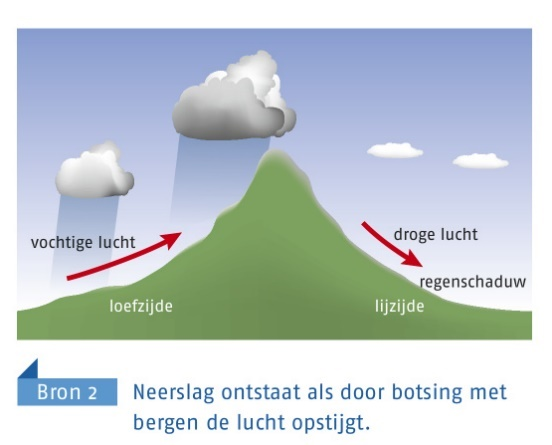 vochtige lucht
droge lucht
regenschaduw
loefzijde
lijzijde
Bron 2
Neerslag ontstaat als door botsing met
bergen de lucht opstijgt.